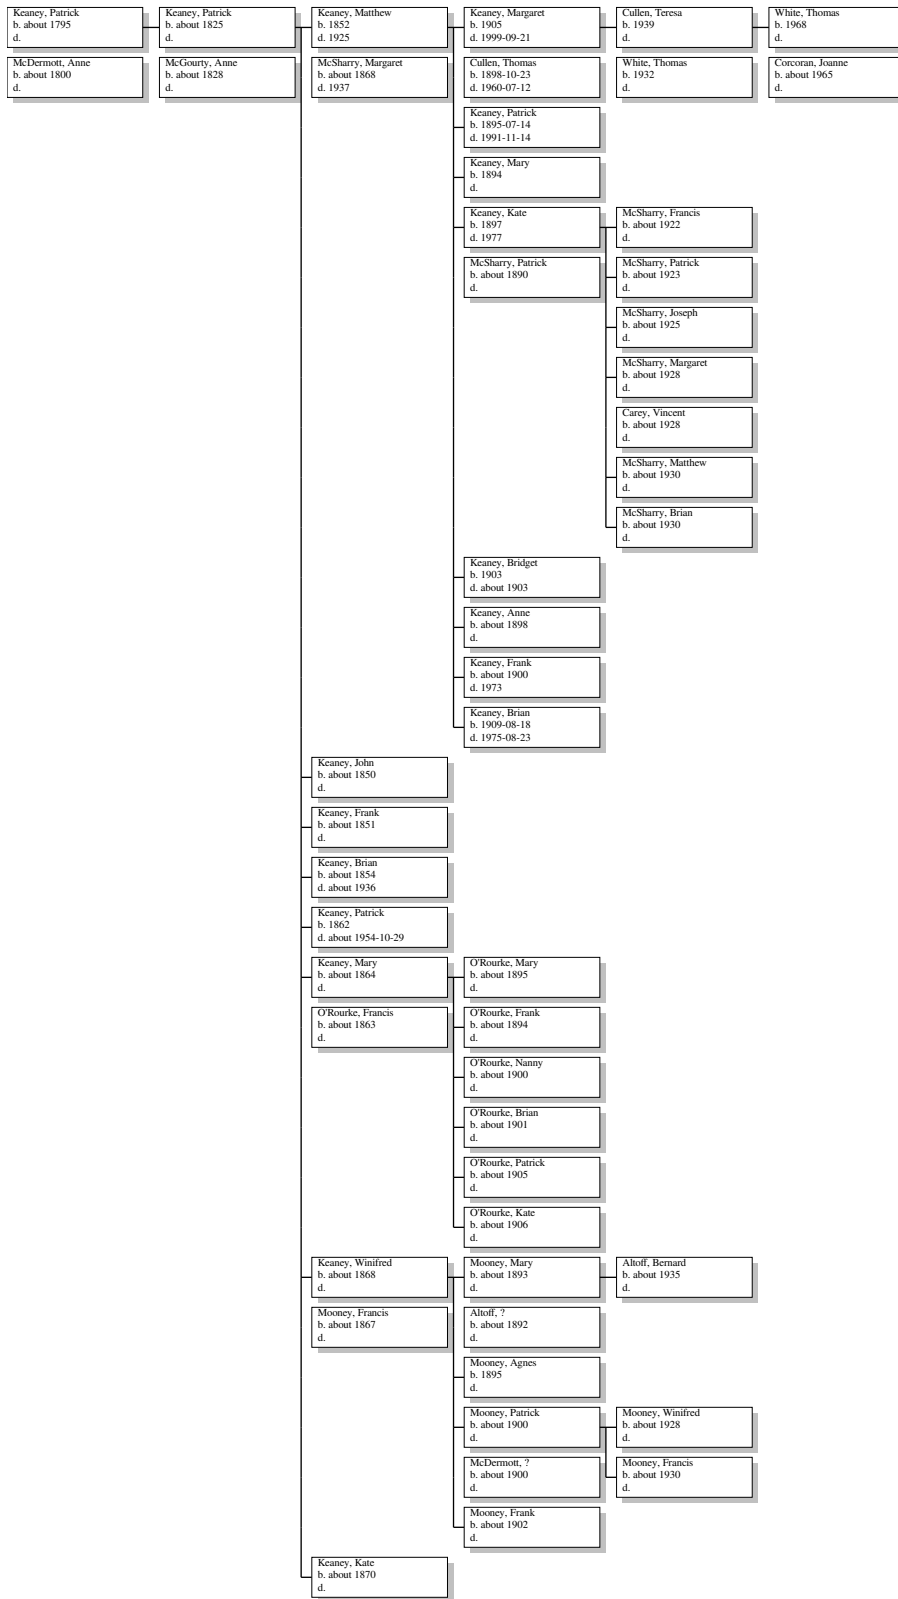 Keaney, Patrick
b. about 1795
d.
McDermott, Anne
b. about 1800
d.
Keaney, Patrick
b. about 1825
d.
McGourty, Anne
b. about 1828
d.
Keaney, Matthew
b. 1852
d. 1925
McSharry, Margaret
b. about 1868
d. 1937
Keaney, Margaret
b. 1905
d. 1999-09-21
Cullen, Thomas
b. 1898-10-23
d. 1960-07-12
Cullen, Teresa
b. 1939
d.
White, Thomas
b. 1932
d.
White, Thomas
b. 1968
d.
Corcoran, Joanne
b. about 1965
d.
Keaney, Patrick
b. 1895-07-14
d. 1991-11-14
Keaney, Mary
b. 1894
d.
Keaney, Kate
b. 1897
d. 1977
McSharry, Patrick
b. about 1890
d.
McSharry, Francis
b. about 1922
d.
McSharry, Patrick
b. about 1923
d.
McSharry, Joseph
b. about 1925
d.
McSharry, Margaret
b. about 1928
d.
Carey, Vincent
b. about 1928
d.
McSharry, Matthew
b. about 1930
d.
McSharry, Brian
b. about 1930
d.
Keaney, Bridget
b. 1903
d. about 1903
Keaney, Anne
b. about 1898
d.
Keaney, Frank
b. about 1900
d. 1973
Keaney, Brian
b. 1909-08-18
d. 1975-08-23
Keaney, John
b. about 1850
d.
Keaney, Frank
b. about 1851
d.
Keaney, Brian
b. about 1854
d. about 1936
Keaney, Patrick
b. 1862
d. about 1954-10-29
Keaney, Mary
b. about 1864
d.
O'Rourke, Francis
b. about 1863
d.
O'Rourke, Mary
b. about 1895
d.
O'Rourke, Frank
b. about 1894
d.
O'Rourke, Nanny
b. about 1900
d.
O'Rourke, Brian
b. about 1901
d.
O'Rourke, Patrick
b. about 1905
d.
O'Rourke, Kate
b. about 1906
d.
Keaney, Winifred
b. about 1868
d.
Mooney, Francis
b. about 1867
d.
Mooney, Mary
b. about 1893
d.
Altoff, ?
b. about 1892
d.
Altoff, Bernard
b. about 1935
d.
Mooney, Agnes
b. 1895
d.
Mooney, Patrick
b. about 1900
d.
McDermott, ?
b. about 1900
d.
Mooney, Winifred
b. about 1928
d.
Mooney, Francis
b. about 1930
d.
Mooney, Frank
b. about 1902
d.
Keaney, Kate
b. about 1870
d.